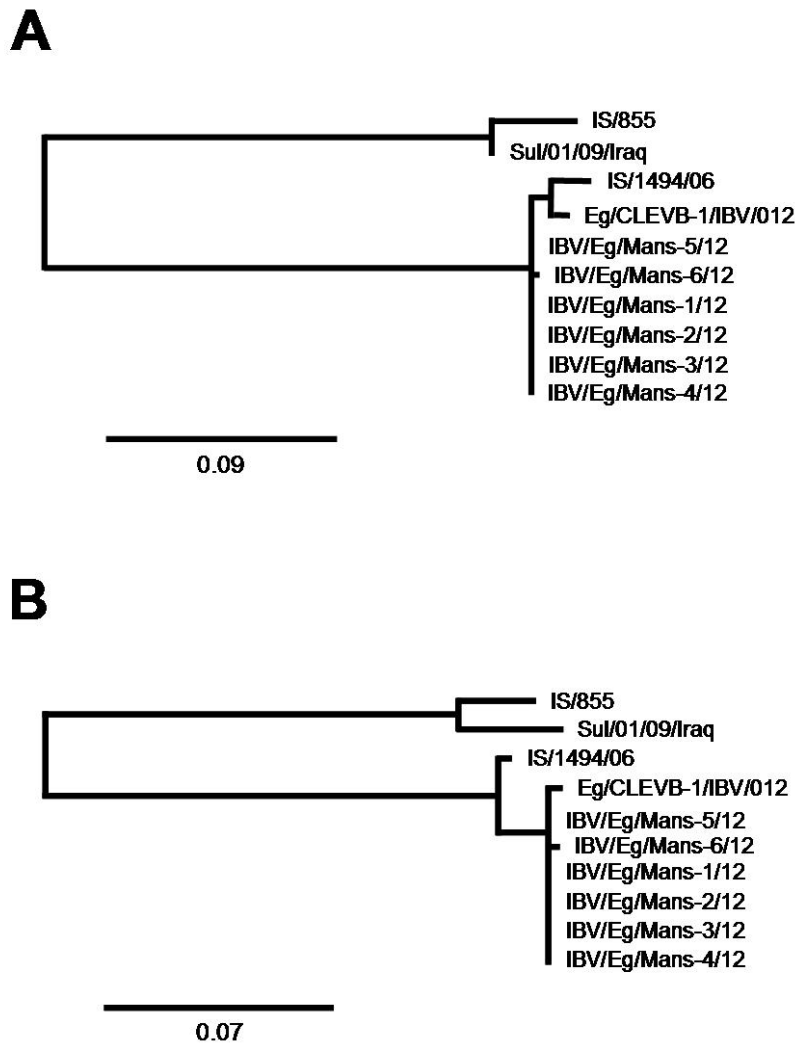 A
IS/855
Sul/01/09/Iraq
IS/1494/06
Eg/CLEVB-1/IBV/012
IBV/Eg/Mans-5/12
IBV/Eg/Mans-6/12
IBV/Eg/Mans-1/12
IBV/Eg/Mans-2/12
IBV/Eg/Mans-3/12
IBV/Eg/Mans-4/12
0.09
B
IS/855
Sul/01/09/Iraq
IS/1494/06
Eg/CLEVB-1/IBV/012
IBV/Eg/Mans-5/12
IBV/Eg/Mans-6/12
IBV/Eg/Mans-1/12
IBV/Eg/Mans-2/12
IBV/Eg/Mans-3/12
IBV/Eg/Mans-4/12
0.07